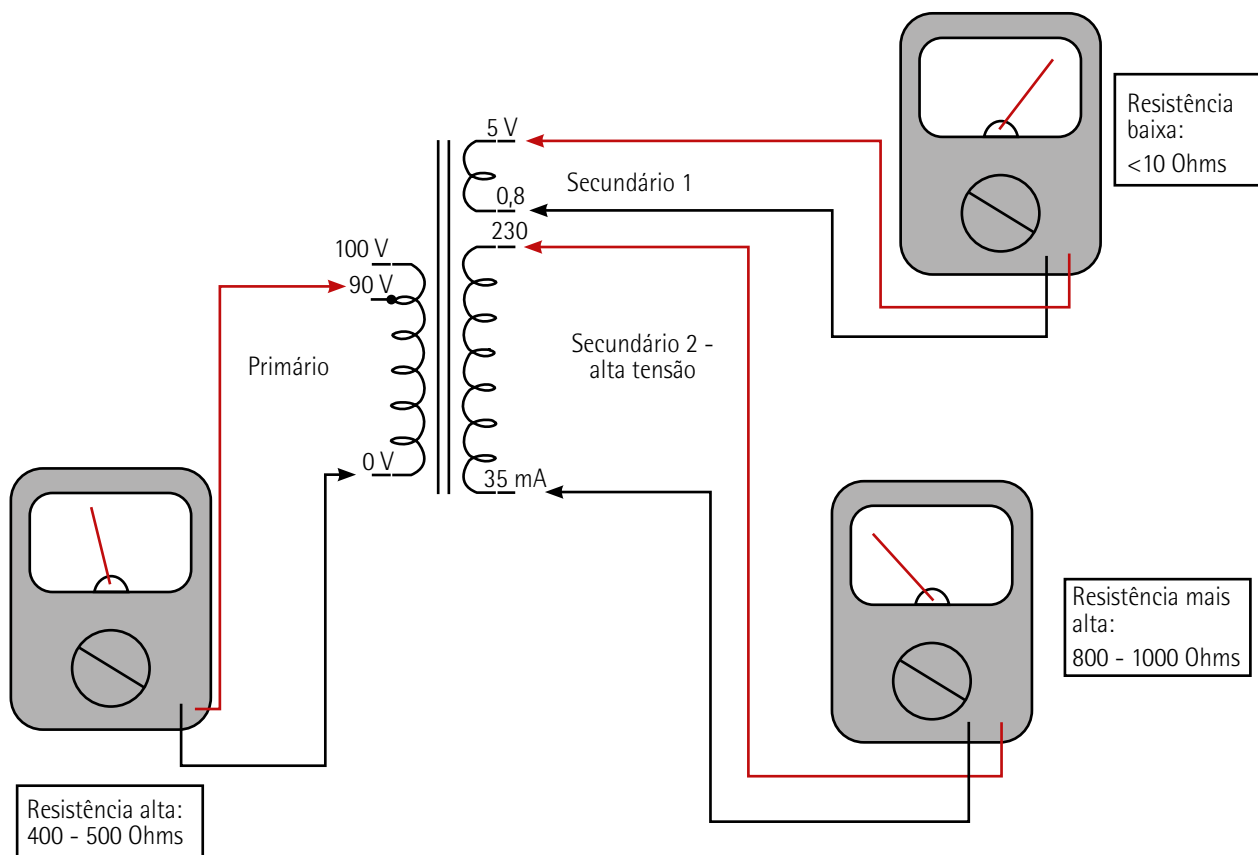 5 V
Secundário 1
0,8
230
100 V
90 V
Primário
0 V
Secundário 2 -
alta tensão
35 mA
Resistência
baixa:
<10 Ohms
Resistência mais
alta:
800 - 1000 Ohms
Resistência alta:
400 - 500 Ohms